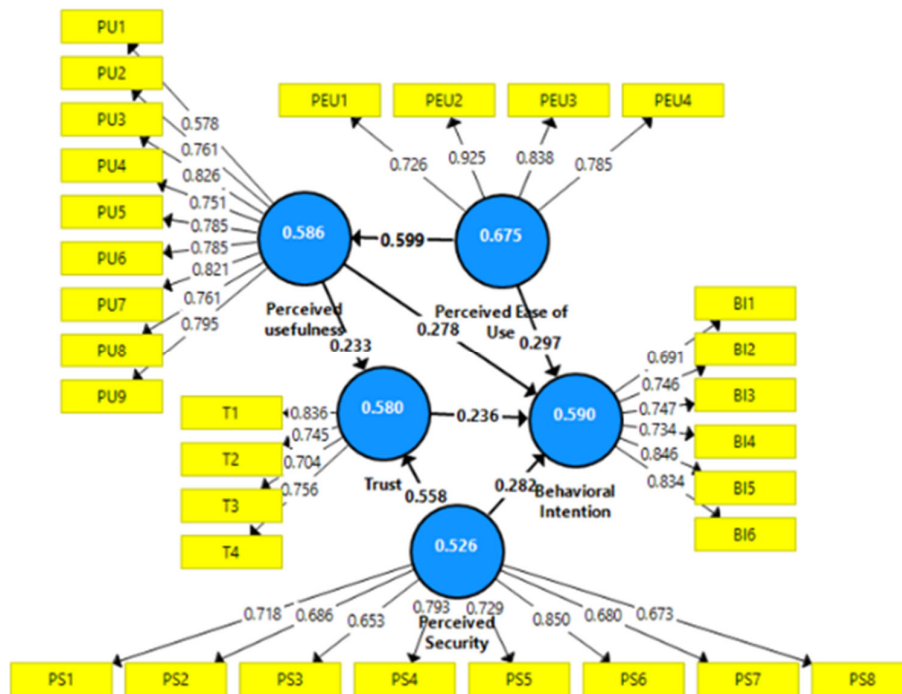 PU1
PU2
PU3
PU4
PU5
PU6
PU7
PU8
PU9
0.578
0.761
0.826
0.751
0.785
0.785
0.821
0.761
0.795
PEU1
PEU2
PEU3
PEU4
0.726
0.925
0.838
0.785
0.586
0.599
0.675
Perceived
usefulness
Perceived Ease of
Use
0.233
0.278
0.297
BI1
BI2
BI3
BI4
BI5
BI6
0.691
0.746
0.747
0.734
0.846
0.834
T1
T2
T3
T4
0.836
0.745
0.704
0.756
0.580
0.236
0.590
Trust
Behavioral
Intention
0.558
0.282
0.526
Perceived
Security
0.718
0.686
0.653
0.793
0.729
0.850
0.680
0.673
PS1
PS2
PS3
PS4
PS5
PS6
PS7
PS8